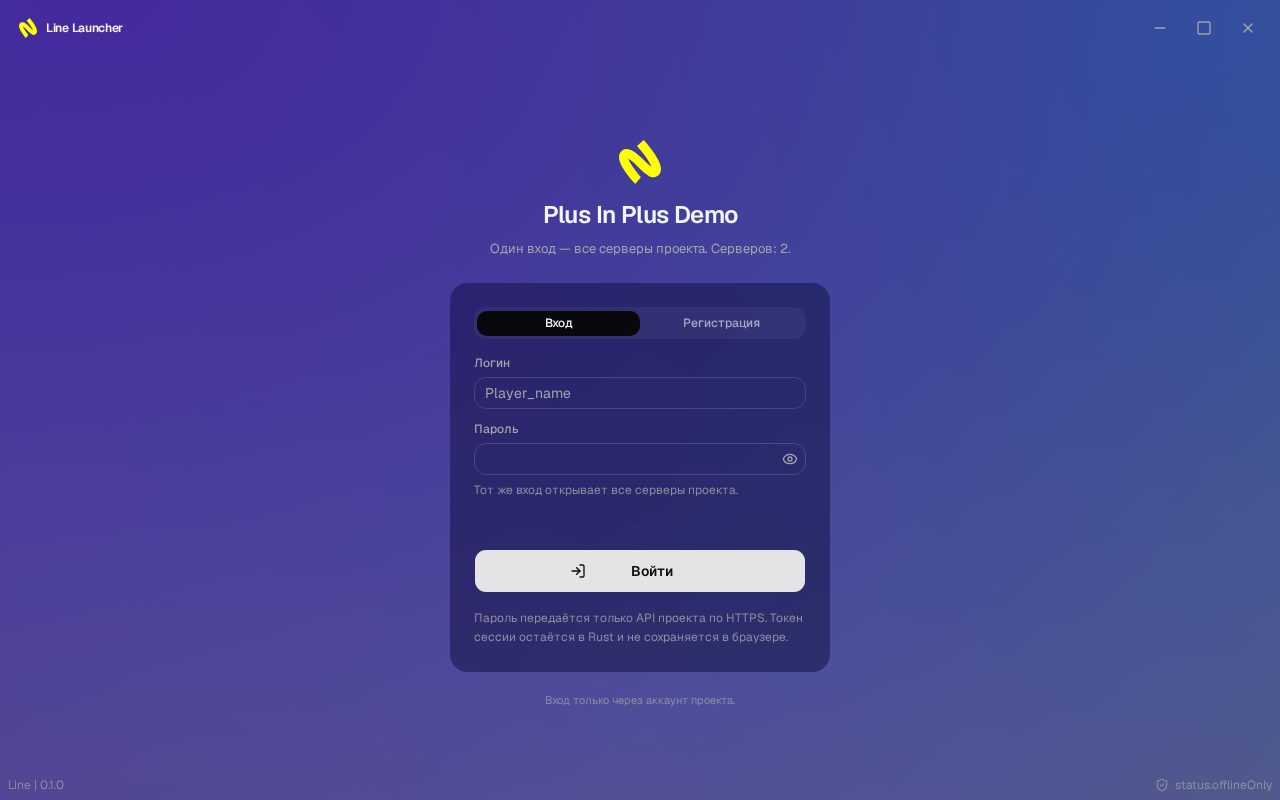 Line Launcher
Plus In Plus Demo
Один вход — все серверы проекта. Серверов: 2.
Вход
Регистрация
Логин
Player_name
Пароль
Тот же вход открывает все серверы проекта.
Войти
Пароль передаётся только API проекта по HTTPS. Токен
сессии остаётся в Rust и не сохраняется в браузере.
Вход только через аккаунт проекта.
Line | 0.1.0
status.offlineOnly